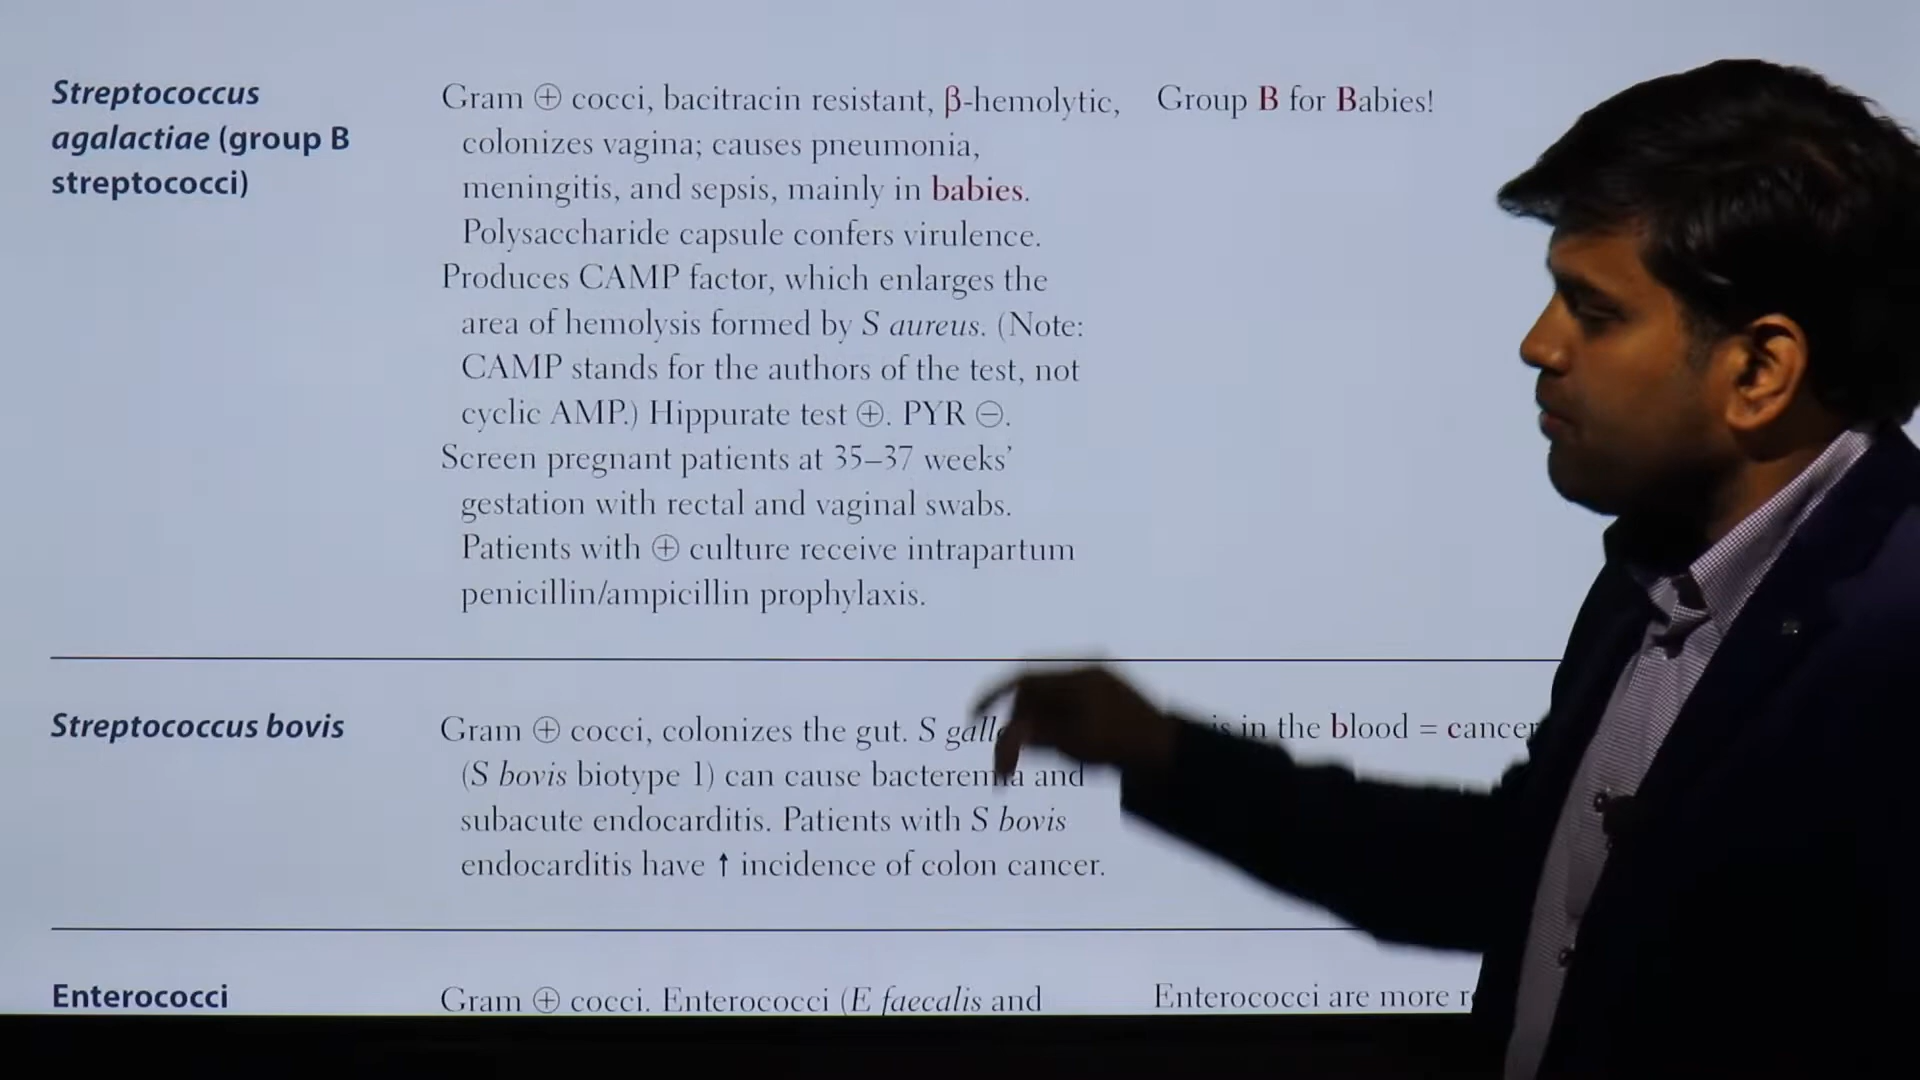 Streptococcus
agalactiae (group B
streptococci)
Gram ⊕ cocci, bacitracin resistant, β-hemolytic,
colonizes vagina; causes pneumonia,
meningitis, and sepsis, mainly in babies.
Polysaccharide capsule confers virulence.
Produces CAMP factor, which enlarges the
area of hemolysis formed by S aureus. (Note:
CAMP stands for the authors of the test, not
cyclic AMP.) Hippurate test ⊕. PYR ⊖.
Screen pregnant patients at 35–37 weeks’
gestation with rectal and vaginal swabs.
Patients with ⊕ culture receive intrapartum
penicillin/ampicillin prophylaxis.
Group B for Babies!
Streptococcus bovis
Gram ⊕ cocci, colonizes the gut. S
(S bovis biotype 1) can cause bacteremia and
subacute endocarditis. Patients with S bovis
endocarditis have ↑ incidence of colon cancer.
in the blood = cancer
Enterococci
Gram ⊕ cocci. Enterococci (E faecalis and
Enterococci are more